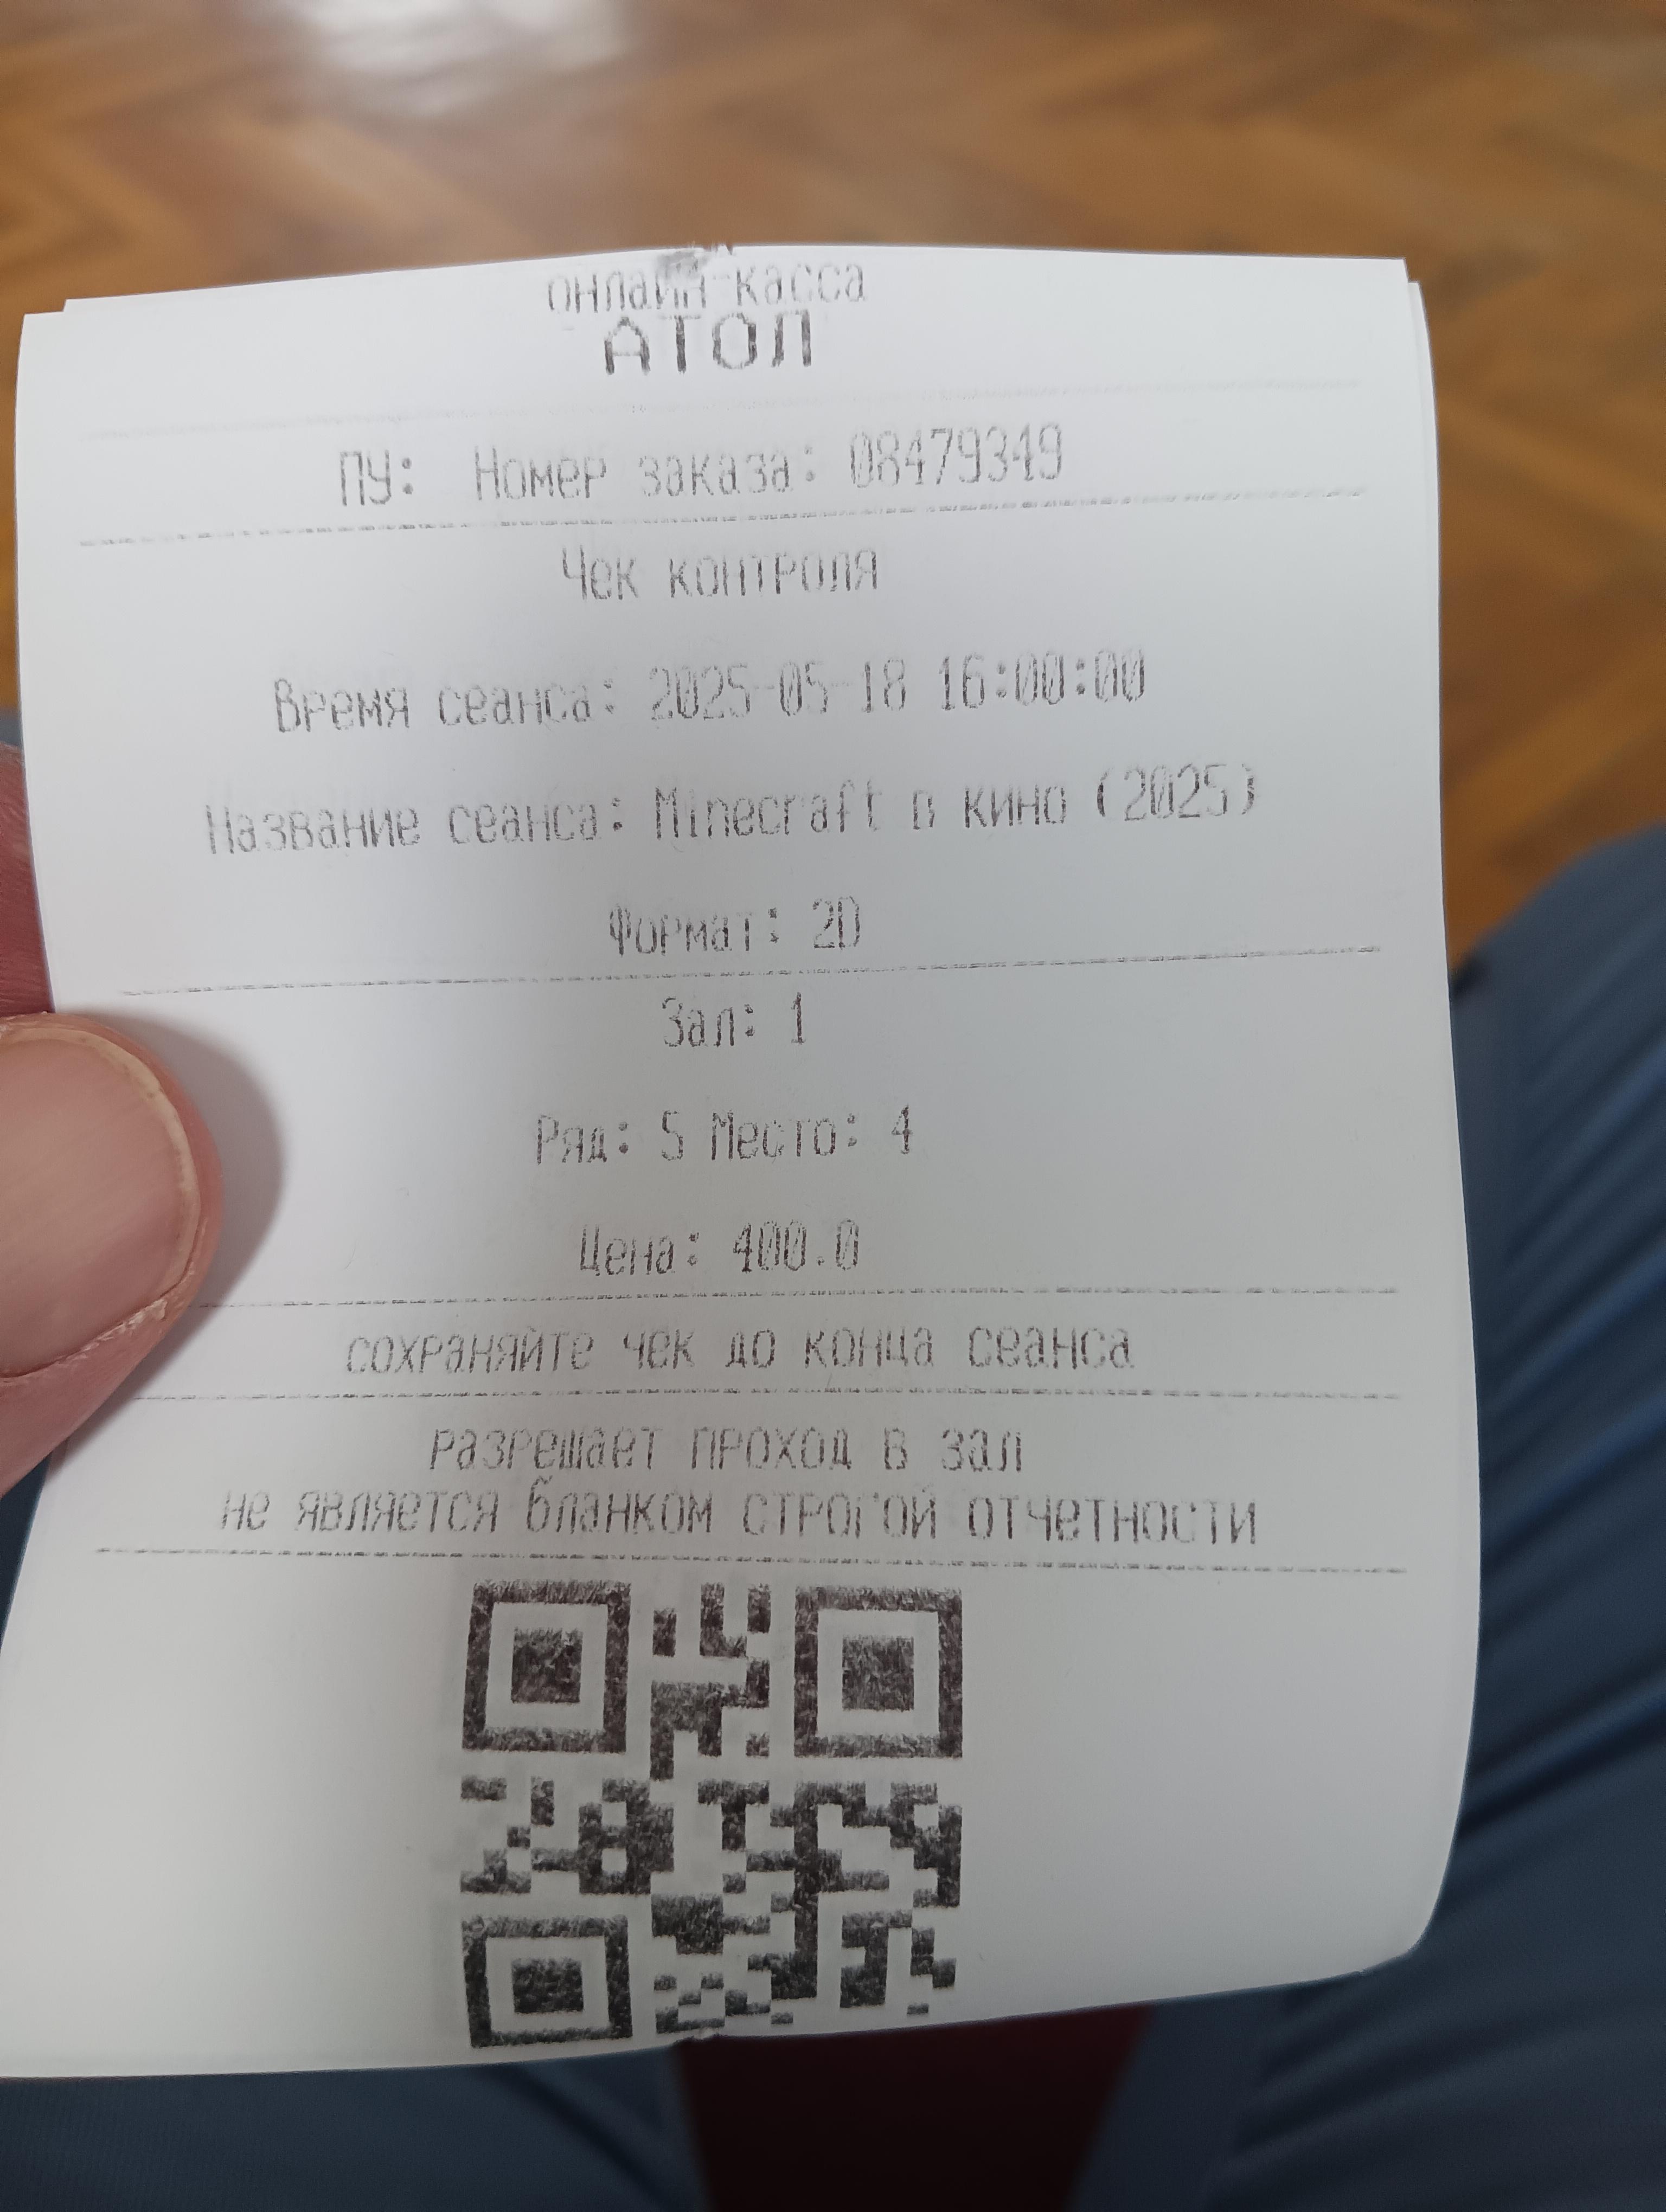 онлайн-касса
АТОЛ
ПУ: Номер заказа: 08479349
Чек контроля
Время сеанса: 2025-05-18 16:00:00
Название сеанса: Minecraft в кино (2025)
Формат: 2D
Зал: 1
Ряд: 5 Место: 4
Цена: 400.0
сохраняйте чек до конца сеанса
разрешает проход в зал
не является бланком строгой отчетности